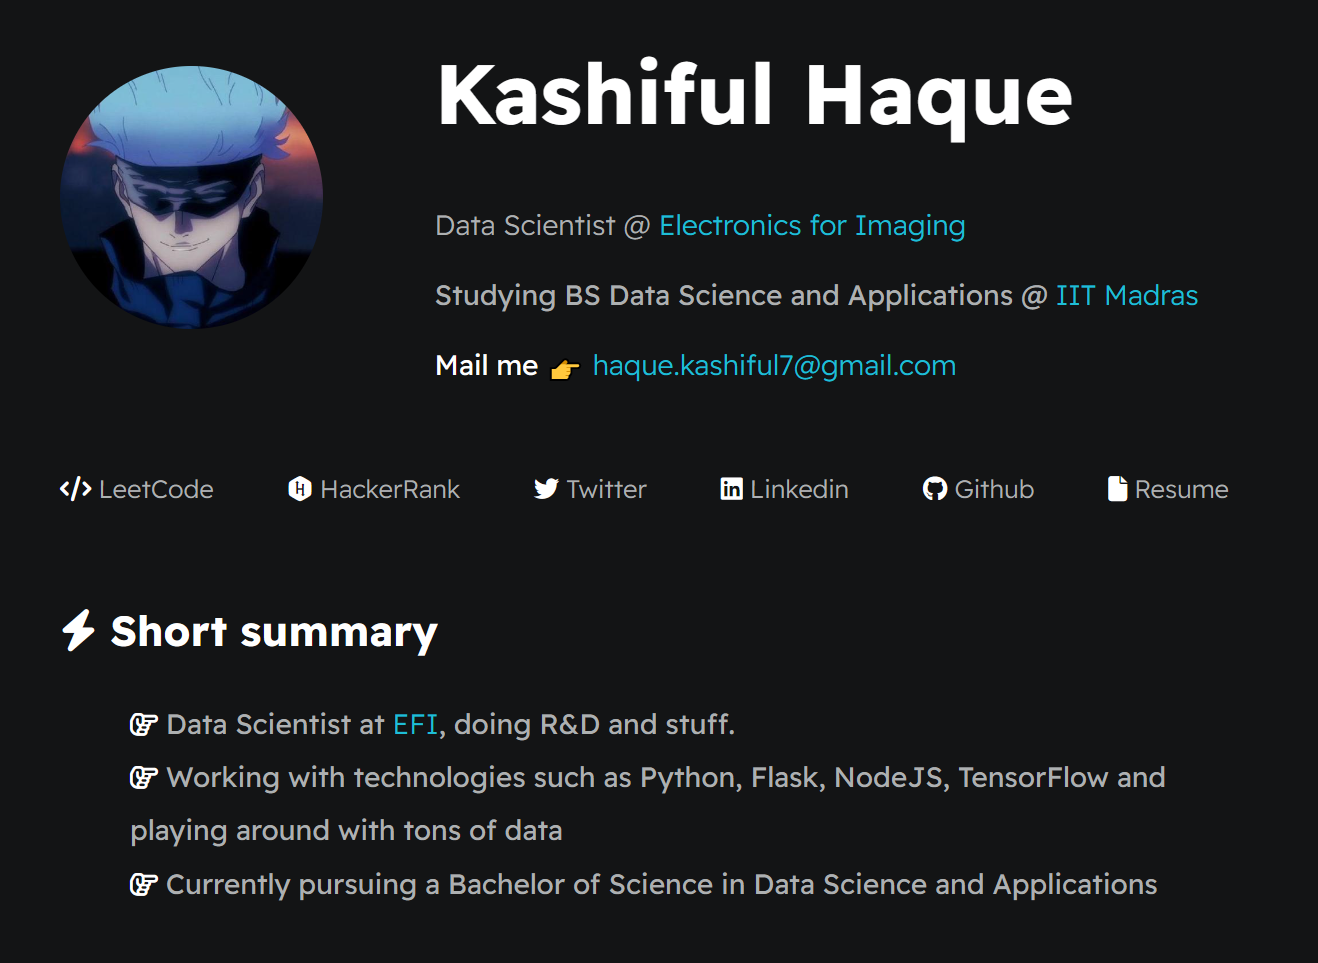 Kashiful Haque
Data Scientist @ Electronics for Imaging
Studying BS Data Science and Applications @ IIT Madras
Mail me 👉 haque.kashiful7@gmail.com
LeetCode HackerRank Twitter Linkedin Github Resume
Short summary
Data Scientist at EFI, doing R&D and stuff.
Working with technologies such as Python, Flask, NodeJS, TensorFlow and
playing around with tons of data
Currently pursuing a Bachelor of Science in Data Science and Applications